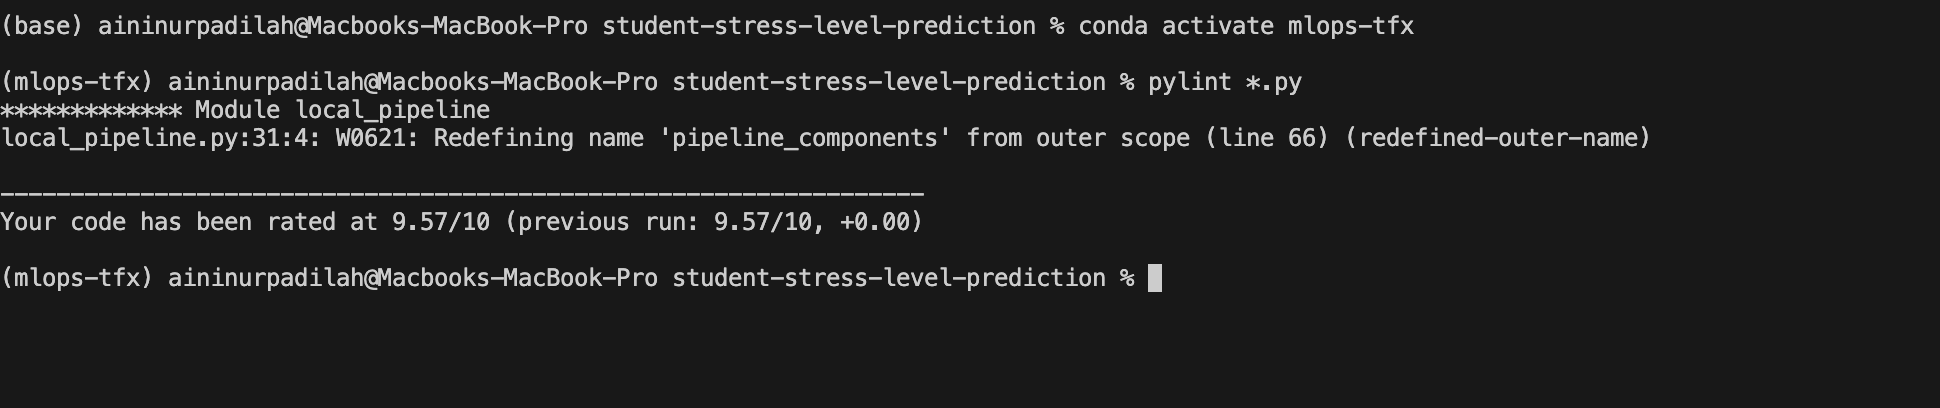 (base) aininurpadilah@Macbooks-MacBook-Pro student-stress-level-prediction % conda activate mlops-tfx
(mlops-tfx) aininurpadilah@Macbooks-MacBook-Pro student-stress-level-prediction % pylint *.py
************* Module local_pipeline
local_pipeline.py:31:4: W0621: Redefining name 'pipeline_components' from outer scope (line 66) (redefined-outer-name)
------------------------------------------------------------------
Your code has been rated at 9.57/10 (previous run: 9.57/10, +0.00)
(mlops-tfx) aininurpadilah@Macbooks-MacBook-Pro student-stress-level-prediction %